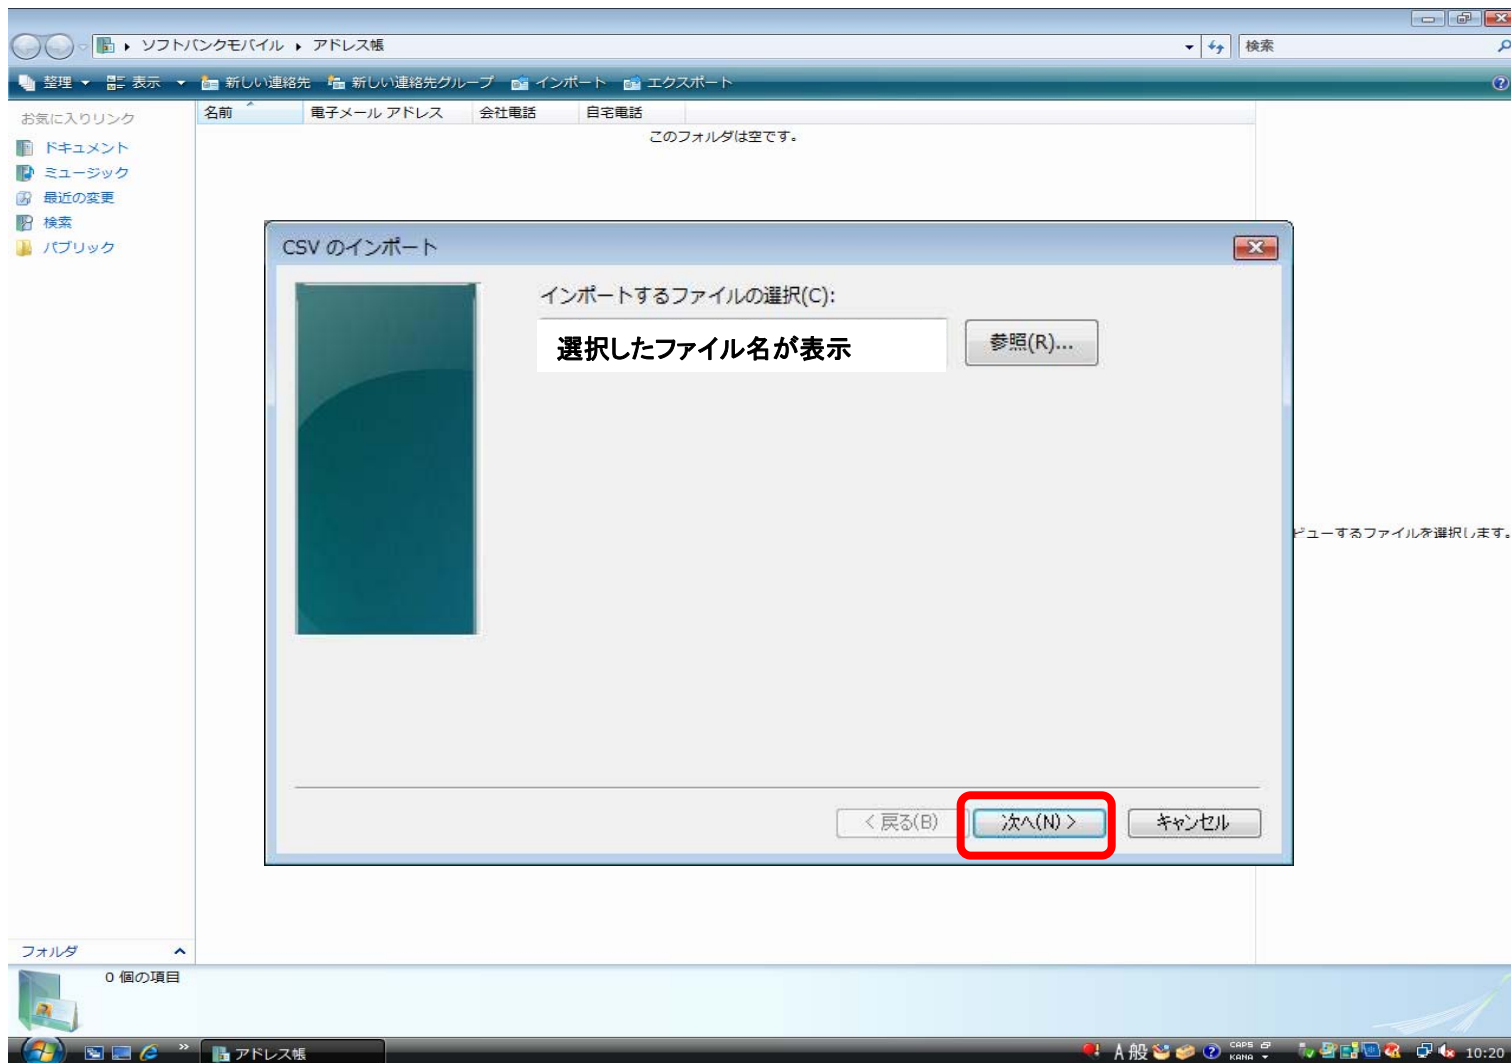 ソフトバンクモバイル アドレス帳
検索
整理 表示 新しい連絡先 新しい連絡先グループ インポート エクスポート
お気に入りリンク
ドキュメント
ミュージック
最近の変更
検索
パブリック
名前 電子メール アドレス 会社電話 自宅電話
このフォルダは空です。
CSV のインポート
インポートするファイルの選択(C):
選択したファイル名が表示
参照(R)...
ビューするファイルを選択します。
< 戻る(B) 次へ(N) > キャンセル
フォルダ
0 個の項目
アドレス帳
A 般 CAPS KANA 10:20